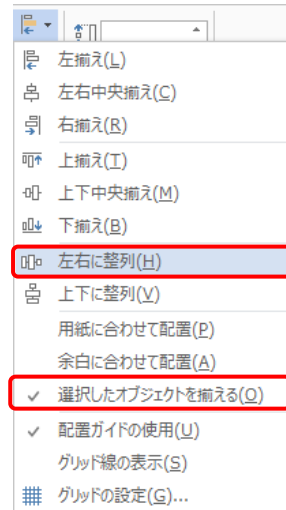 左揃え(L)
左右中央揃え(C)
右揃え(R)
上揃え(T)
上下中央揃え(M)
下揃え(B)
左右に整列(H)
上下に整列(V)
用紙に合わせて配置(P)
余白に合わせて配置(A)
選択したオブジェクトを揃える(O)
配置ガイドの使用(U)
グリッド線の表示(S)
グリッドの設定(G)...